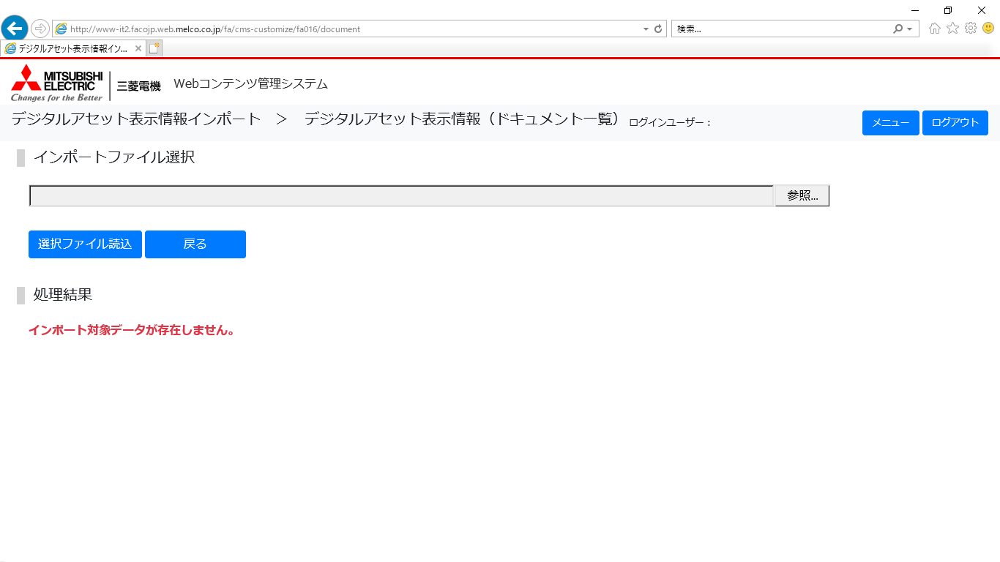 http://www-it2.facojp.web.melco.co.jp/fa/cms-customize/fa016/document
検索...
デジタルアセット表示情報イン...
MITSUBISHI
ELECTRIC
Changes for the Better
三菱電機
Webコンテンツ管理システム
デジタルアセット表示情報インポート ＞ デジタルアセット表示情報（ドキュメント一覧） ログインユーザー：
メニュー ログアウト
インポートファイル選択
参照...
選択ファイル読込 戻る
処理結果
インポート対象データが存在しません。